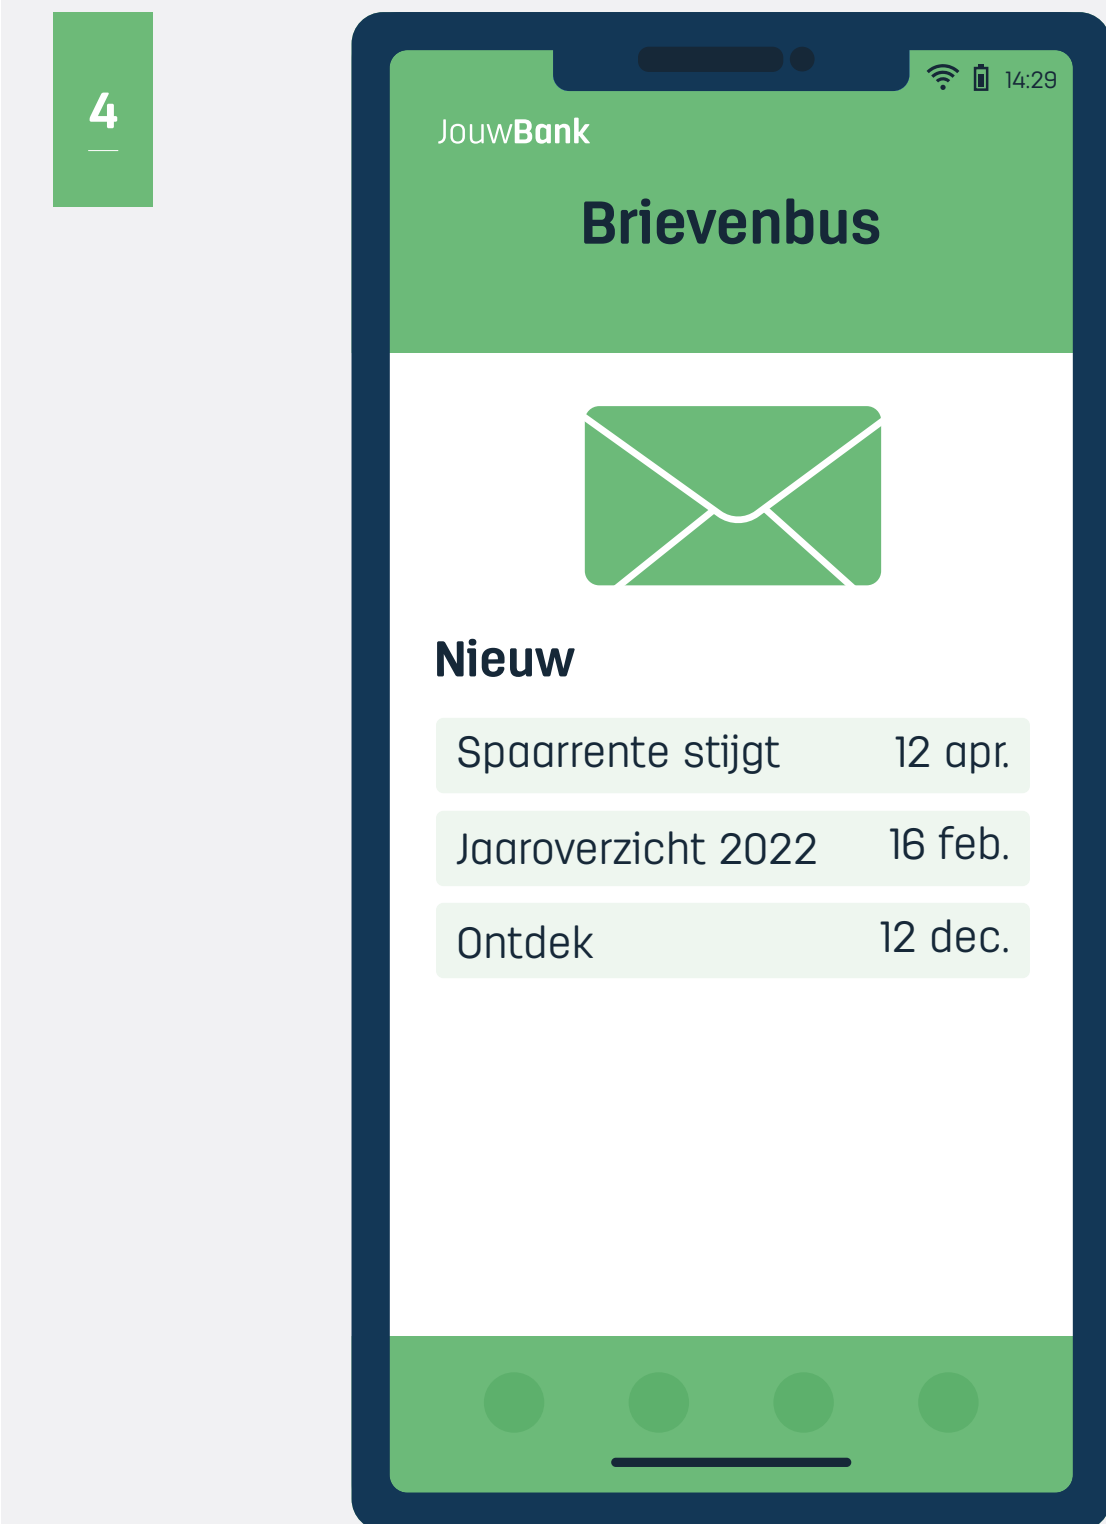 4
14:29
JouwBank
Brievenbus
Nieuw
Spaarrente stijgt 12 apr.
Jaaroverzicht 2022 16 feb.
Ontdek 12 dec.